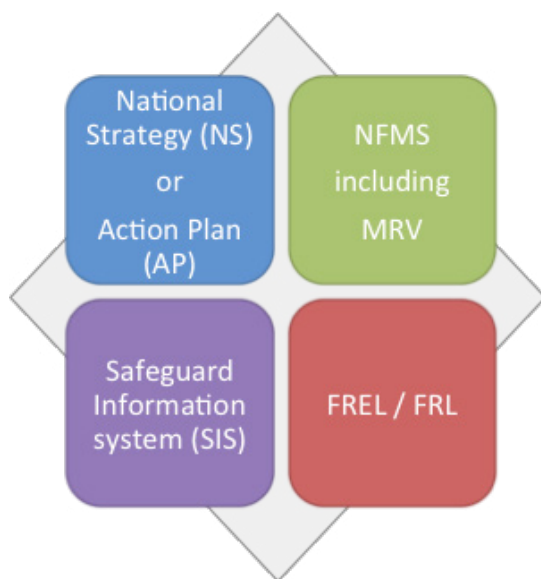 National
Strategy (NS)
or
Action Plan
(AP)
NFMS
including
MRV
Safeguard
Information
system (SIS)
FREL / FRL